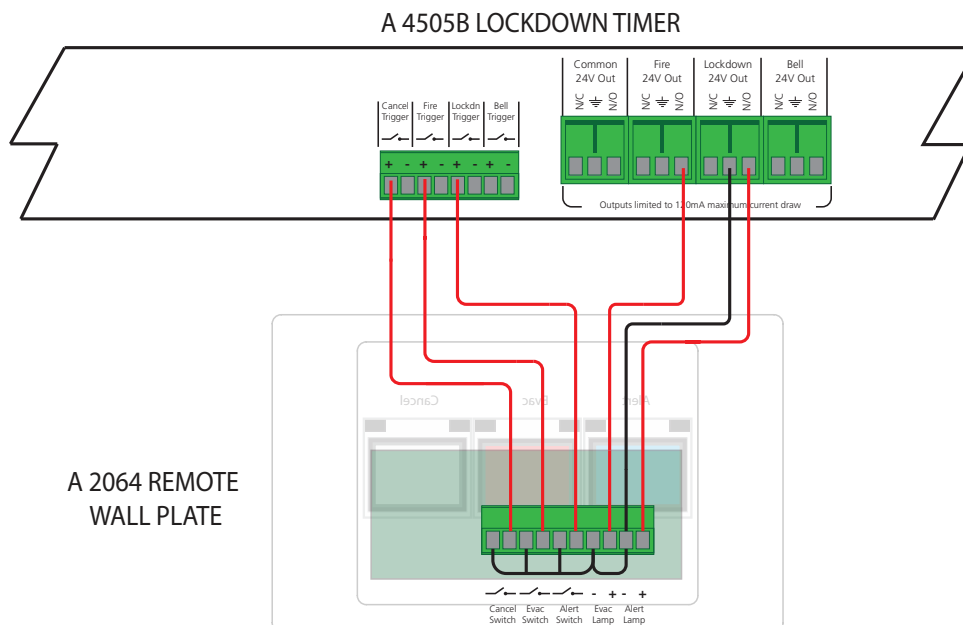 A 4505B LOCKDOWN TIMER
Common Fire Lockdown Bell
24V Out 24V Out 24V Out 24V Out
N/C N/O N/C N/O N/C N/O N/C N/O
Cancel Fire Lockdn Bell
Trigger Trigger Trigger Trigger
+ - + - + - + -
Outputs limited to 120mA maximum current draw
Cancel Evac Alert
A 2064 REMOTE
WALL PLATE
- + - +
Cancel Evac Alert Evac Alert
Switch Switch Switch Lamp Lamp